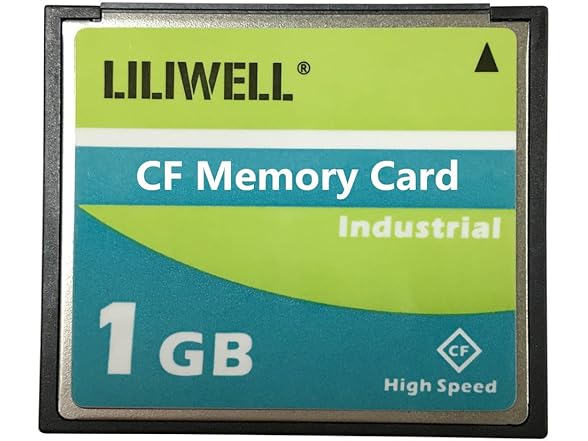 LILIWELL®
CF Memory Card
Industrial
1 GB
CF
High Speed